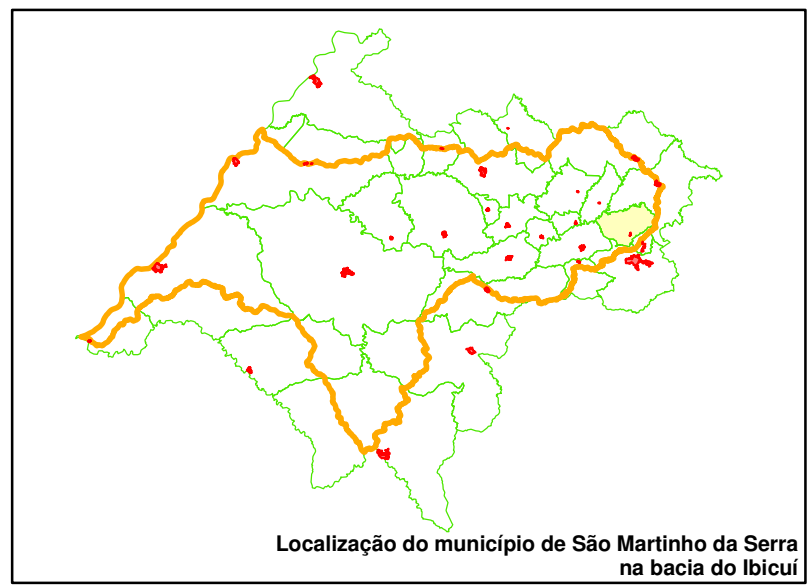 Localização do município de São Martinho da Serra
na bacia do Ibicuí